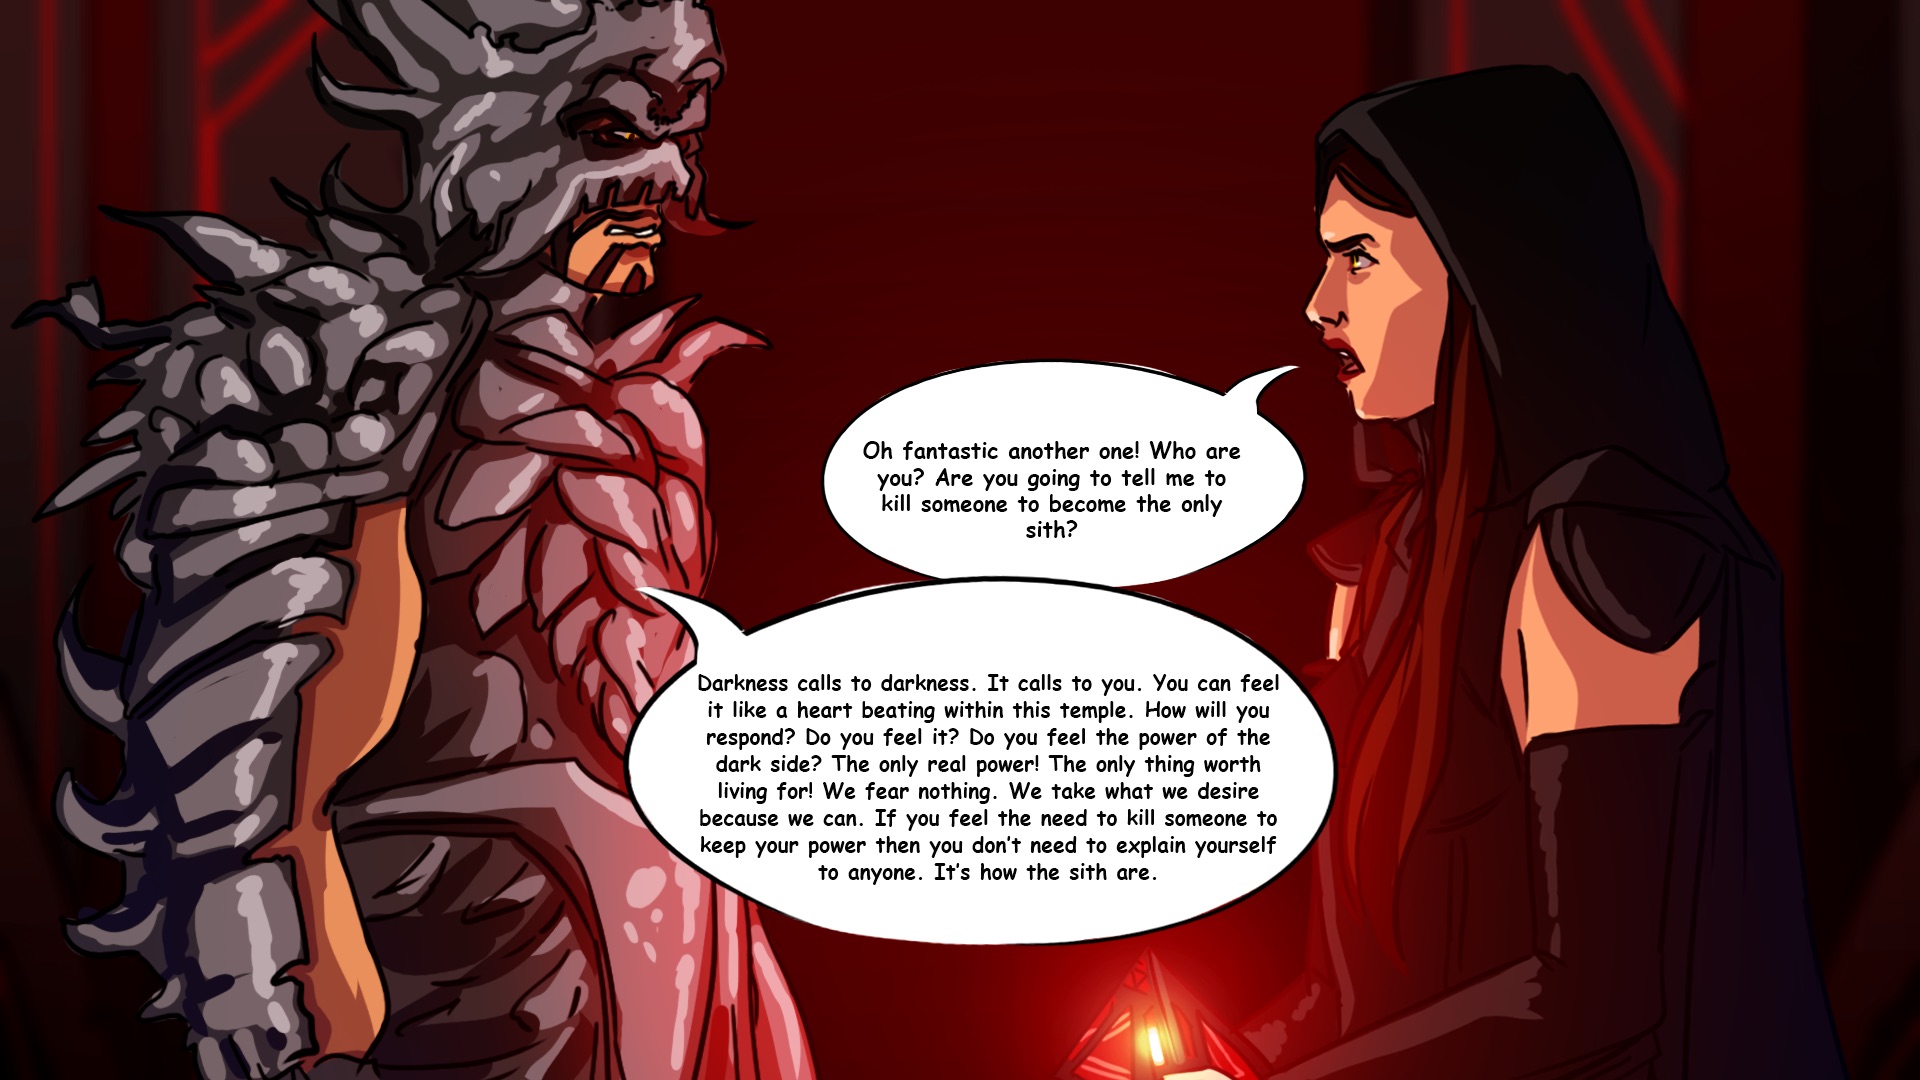 Oh fantastic another one! Who are
you? Are you going to tell me to
kill someone to become the only
sith?
Darkness calls to darkness. It calls to you. You can feel
it like a heart beating within this temple. How will you
respond? Do you feel it? Do you feel the power of the
dark side? The only real power! The only thing worth
living for! We fear nothing. We take what we desire
because we can. If you feel the need to kill someone to
keep your power then you don't need to explain yourself
to anyone. It's how the sith are.